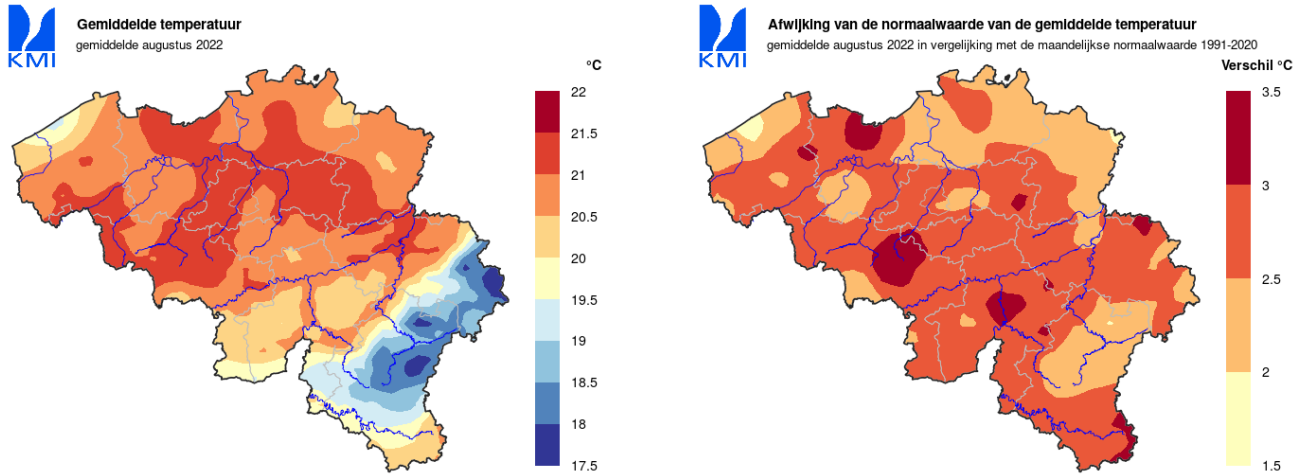 KMI
Gemiddelde temperatuur
gemiddelde augustus 2022
°C
22
21.5
21
20.5
20
19.5
19
18.5
18
17.5
KMI
Afwijking van de normaalwaarde van de gemiddelde temperatuur
gemiddelde augustus 2022 in vergelijking met de maandelijkse normaalwaarde 1991-2020
Verschil °C
3.5
3
2.5
2
1.5